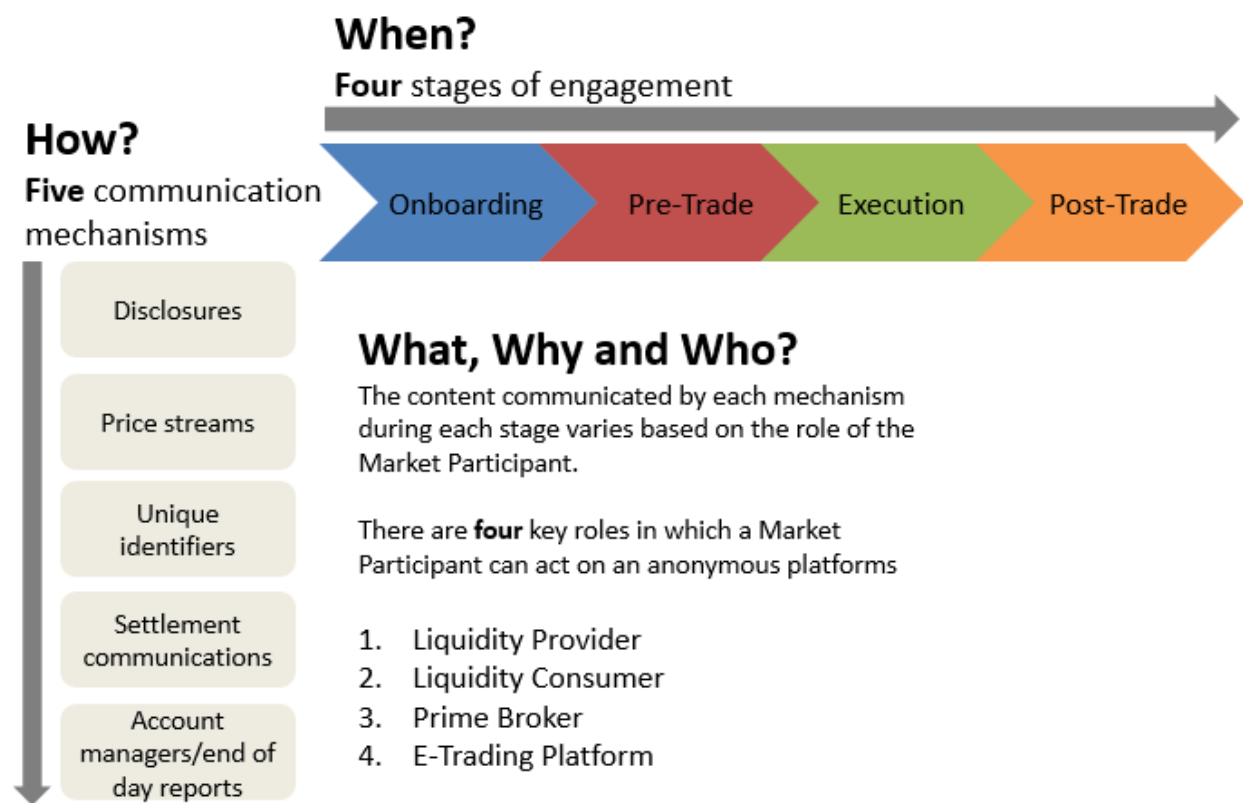 When?
Four stages of engagement
How?
Five communication
mechanisms
Onboarding
Pre-Trade
Execution
Post-Trade
Disclosures
Price streams
Unique
identifiers
Settlement
communications
Account
managers/end of
day reports
What, Why and Who?
The content communicated by each mechanism
during each stage varies based on the role of the
Market Participant.
There are four key roles in which a Market
Participant can act on an anonymous platforms
1. Liquidity Provider
2. Liquidity Consumer
3. Prime Broker
4. E-Trading Platform